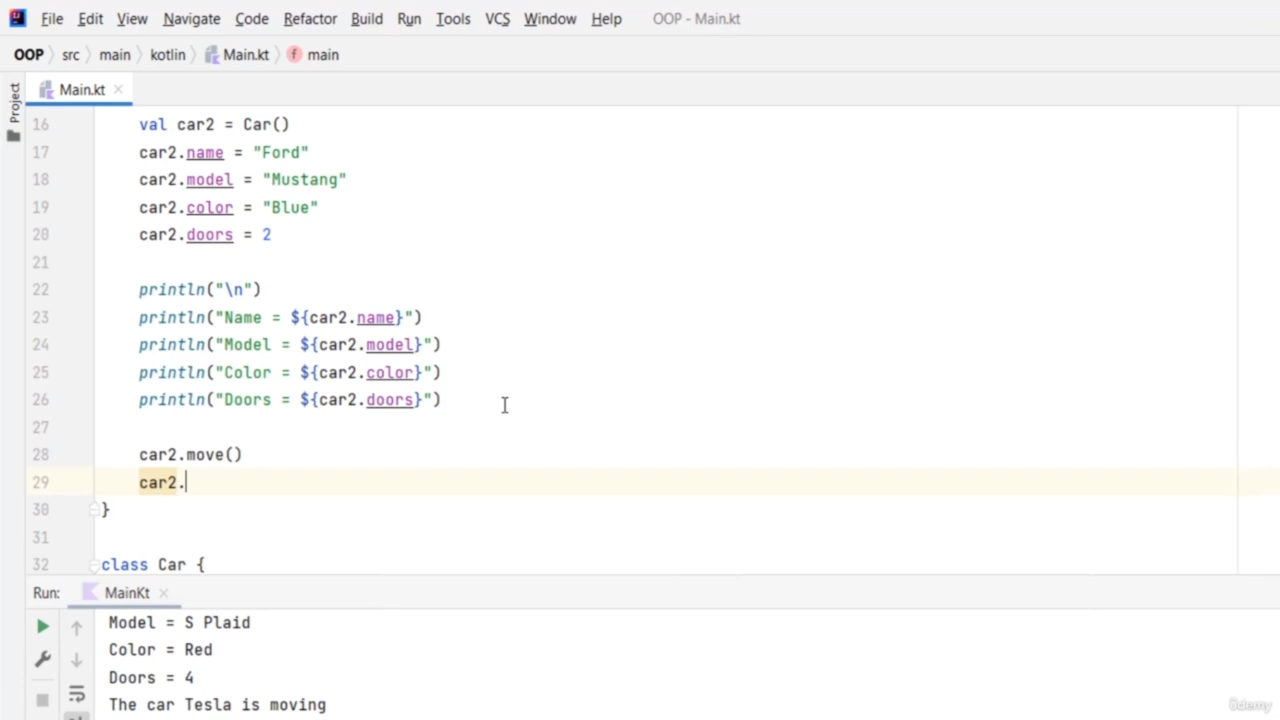 File Edit View Navigate Code Refactor Build Run Tools VCS Window Help OOP - Main.kt
OOP src main kotlin Main.kt f main
Project
Main.kt
16 val car2 = Car()
17 car2.name = "Ford"
18 car2.model = "Mustang"
19 car2.color = "Blue"
20 car2.doors = 2
21
22 println("\n")
23 println("Name = ${car2.name}")
24 println("Model = ${car2.model}")
25 println("Color = ${car2.color}")
26 println("Doors = ${car2.doors}")
27
28 car2.move()
29 car2.
30 }
31
32 class Car {
Run: MainKt
Model = S Plaid
Color = Red
Doors = 4
The car Tesla is moving
ûdemy